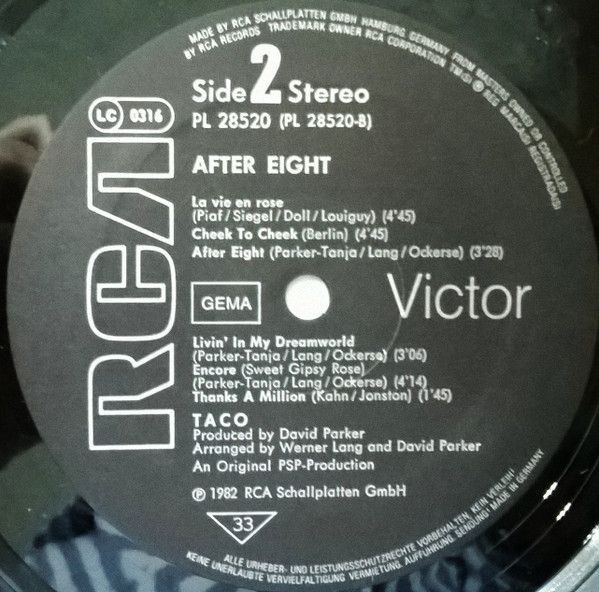 MADE BY RCA SCHALLPLATTEN GMBH HAMBURG GERMANY FROM MASTERS OWNED OR CONTROLLED
BY RCA RECORDS TRADEMARK OWNER RCA CORPORATION TM(S) ® REG MARCA(S) REGISTRADA(S)
Side 2 Stereo
PL 28520 (PL 28520-B)
LC 0316
RCA
AFTER EIGHT
La vie en rose
(Piaf/Siegel/Doll/Louiguy) (4'45)
Cheek To Cheek (Berlin) (4'45)
After Eight (Parker-Tanja/Lang/Ockerse) (3'28)
GEMA
Victor
Livin' In My Dreamworld
(Parker-Tanja/Lang/Ockerse) (3'06)
Encore (Sweet Gipsy Rose)
(Parker-Tanja/Lang/Ockerse) (4'14)
Thanks A Million (Kahn/Jonston) (1'45)
TACO
Produced by David Parker
Arranged by Werner Lang and David Parker
An Original PSP-Production
℗ 1982 RCA Schallplatten GmbH
33
ALLE URHEBER- UND LEISTUNGSSCHUTZRECHTE VORBEHALTEN, KEIN VERLEIH!
KEINE UNERLAUBTE VERVIELFÄLTIGUNG, VERMIETUNG, AUFFÜHRUNG, SENDUNG! MADE IN GERMANY